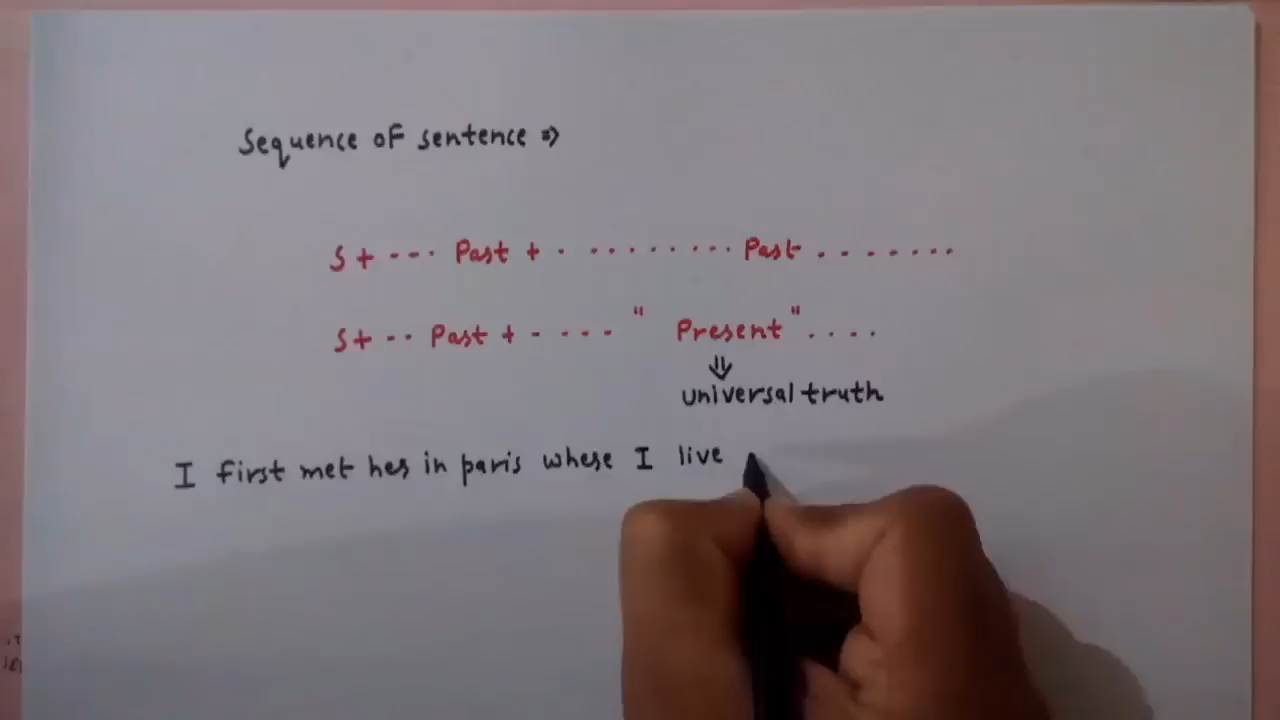 Sequence of sentence ⇒
S + --- Past + . ........ Past ........
S + -- Past + ---- " Present " ....
⇓
universal truth
I first met her in paris where I live